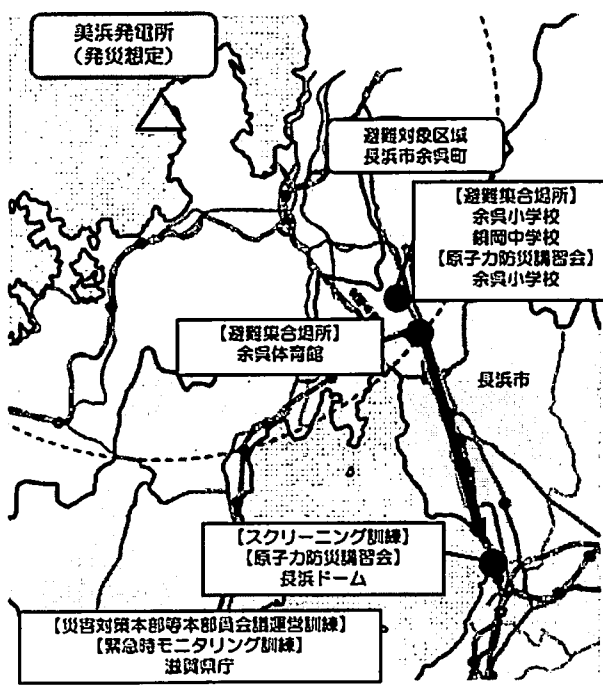 美浜発電所
(発災想定)
避難対象区域
長浜市余呉町
【避難集合場所】
余呉小学校
鏡岡中学校
【原子力防災講習会】
余呉小学校
【避難集合場所】
余呉体育館
長浜市
【スクリーニング訓練】
【原子力防災講習会】
長浜ドーム
【災害対策本部等本部員会議運営訓練】
【緊急時モニタリング訓練】
滋賀県庁